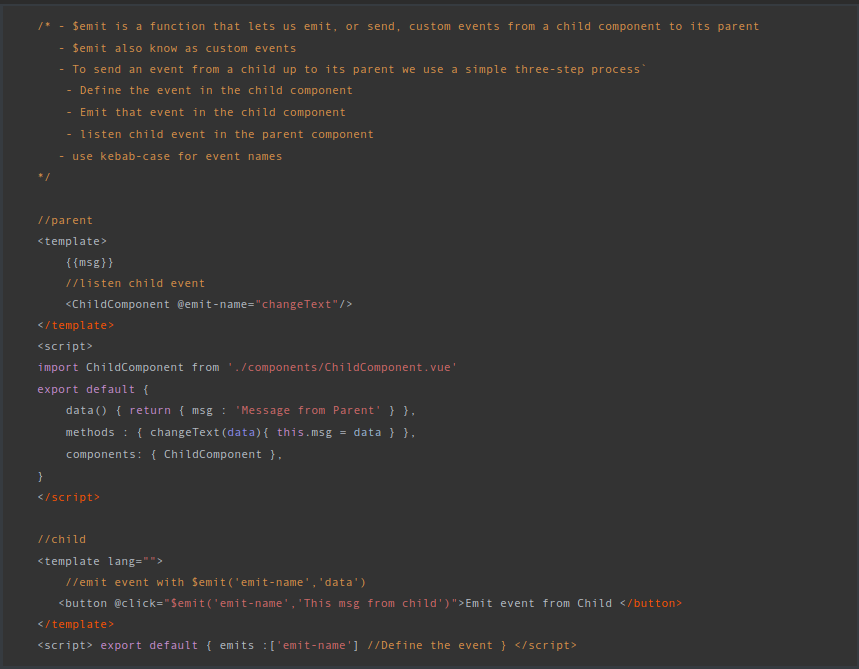 /* - $emit is a function that lets us emit, or send, custom events from a child component to its parent
- $emit also know as custom events
- To send an event from a child up to its parent we use a simple three-step process`
- Define the event in the child component
- Emit that event in the child component
- listen child event in the parent component
- use kebab-case for event names
*/
//parent
<template>
{{msg}}
//listen child event
<ChildComponent @emit-name="changeText"/>
</template>
<script>
import ChildComponent from './components/ChildComponent.vue'
export default {
data() { return { msg : 'Message from Parent' } },
methods : { changeText(data){ this.msg = data } },
components: { ChildComponent },
}
</script>
//child
<template lang="">
//emit event with $emit('emit-name','data')
<button @click="$emit('emit-name','This msg from child')">Emit event from Child </button>
</template>
<script> export default { emits :['emit-name'] //Define the event } </script>